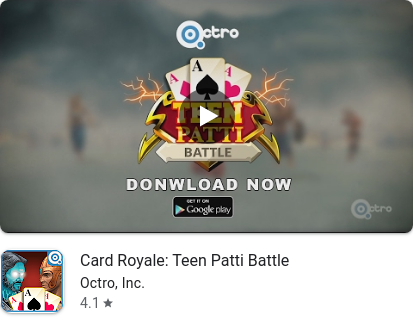 Octro
A
A A
TEEN
PATTI
BATTLE
DONWLOAD NOW
GET IT ON
Google play
Octro
Card Royale: Teen Patti Battle
Octro, Inc.
4.1 ★